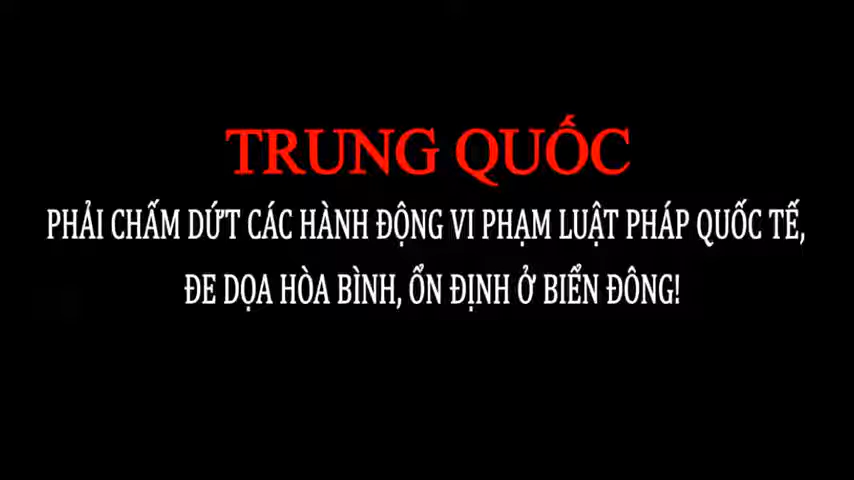 TRUNG QUỐC
PHẢI CHẤM DỨT CÁC HÀNH ĐỘNG VI PHẠM LUẬT PHÁP QUỐC TẾ,
ĐE DỌA HÒA BÌNH, ỔN ĐỊNH Ở BIỂN ĐÔNG!